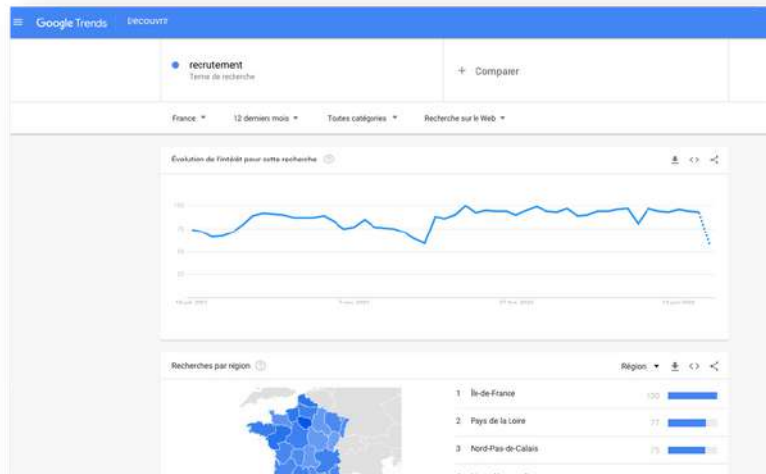 Google Trends Découvrir
recrutement
Terme de recherche
+ Comparer
France 12 derniers mois Toutes catégories Recherche sur le Web
Évolution de l'intérêt pour cette recherche
100
75
50
25
Recherches par région
Région
1 Île-de-France 100
2 Pays de la Loire 77
3 Nord-Pas-de-Calais 75